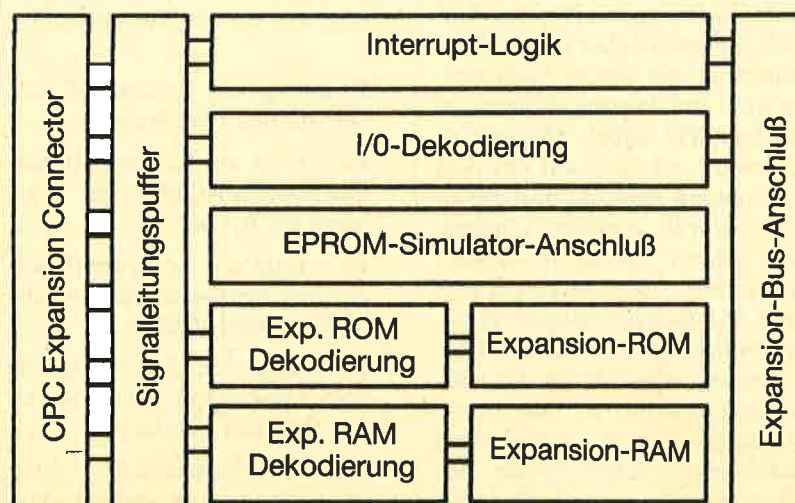 CPC Expansion Connector
Signalleitungspuffer
Interrupt-Logik
I/0-Dekodierung
EPROM-Simulator-Anschluß
Exp. ROM
Dekodierung
Expansion-ROM
Exp. RAM
Dekodierung
Expansion-RAM
Expansion-Bus-Anschluß